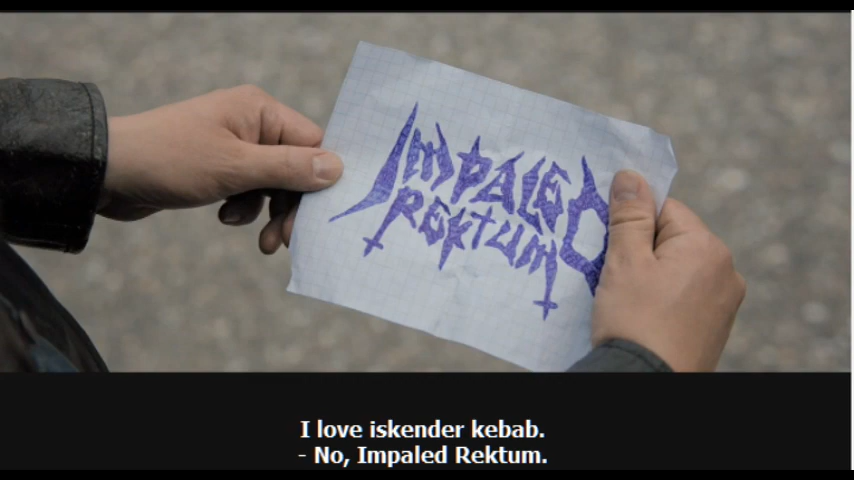 IMPALED
REKTUM
I love iskender kebab.
- No, Impaled Rektum.